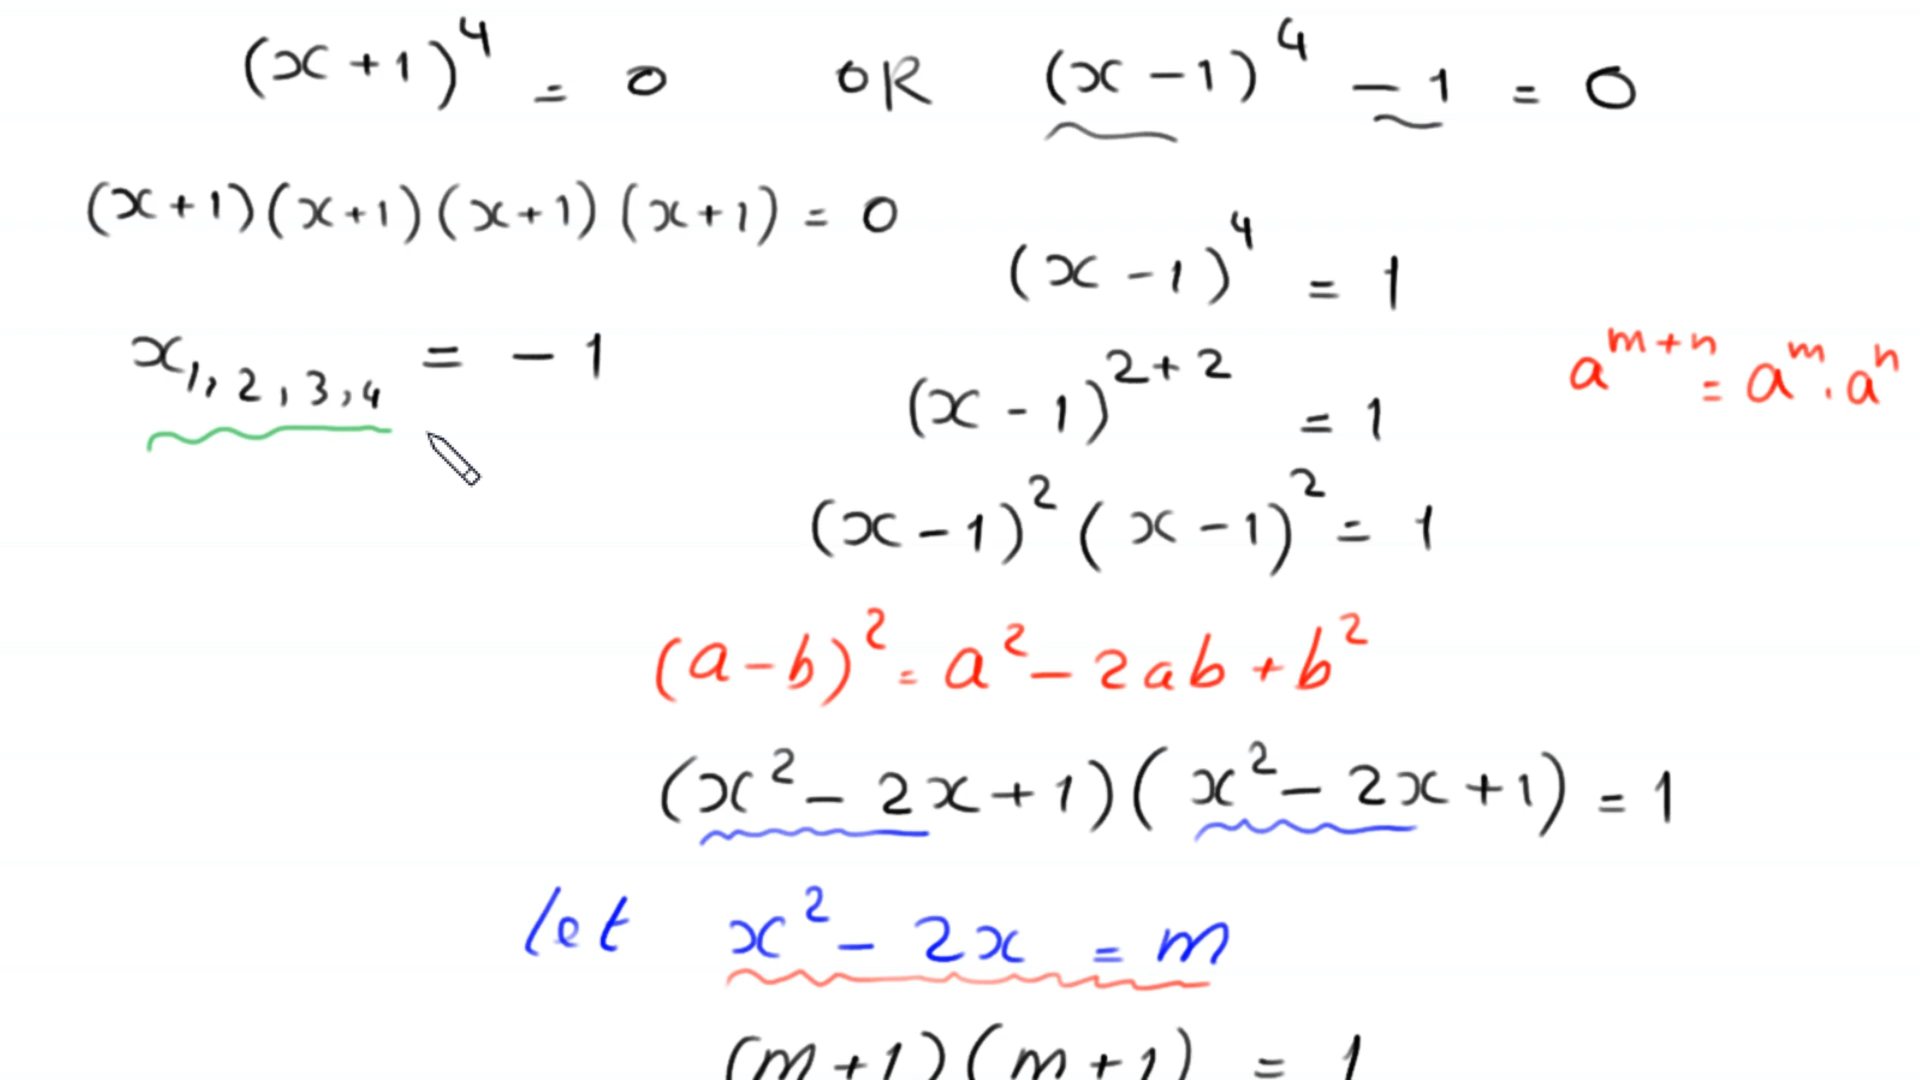 (x+1)⁴ = 0 OR (x-1)⁴ - 1 = 0
(x+1)(x+1)(x+1)(x+1) = 0
(x-1)⁴ = 1
x₁,₂,₃,₄ = -1
aᵐ⁺ⁿ = aᵐ.aⁿ
(x-1)²⁺² = 1
(x-1)²(x-1)² = 1
(a-b)² = a² - 2ab + b²
(x² - 2x + 1)(x² - 2x + 1) = 1
let x² - 2x = m
(m+1)(m+1) = 1